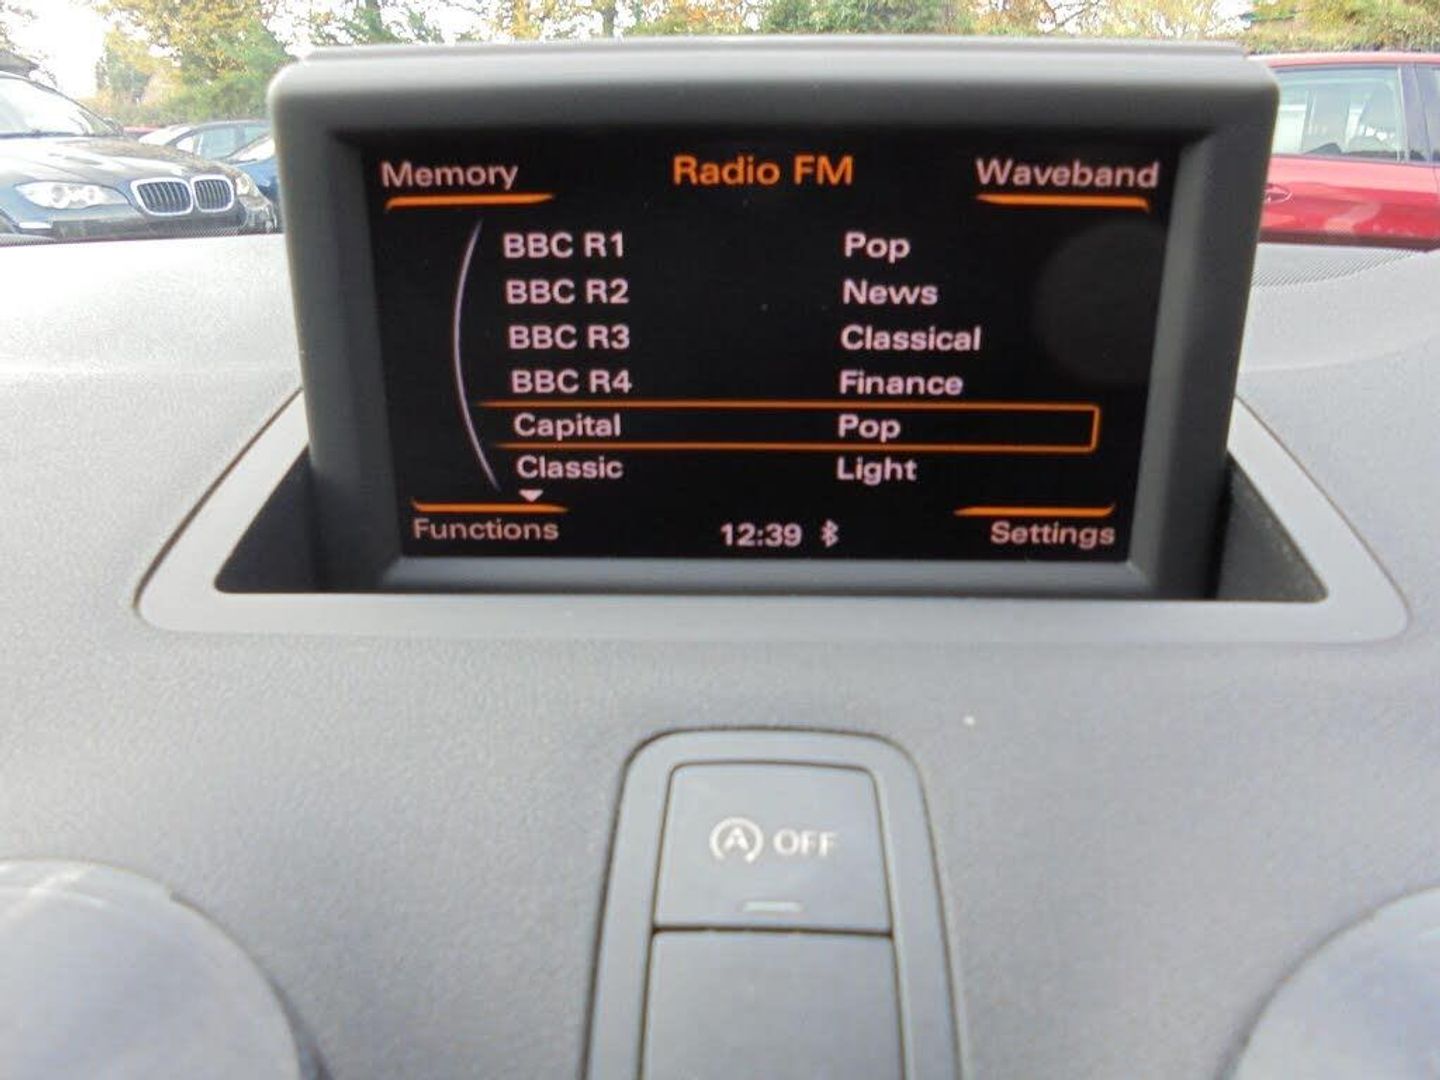 Memory Radio FM Waveband
BBC R1 Pop
BBC R2 News
BBC R3 Classical
BBC R4 Finance
Capital Pop
Classic Light
Functions 12:39 Settings
A OFF